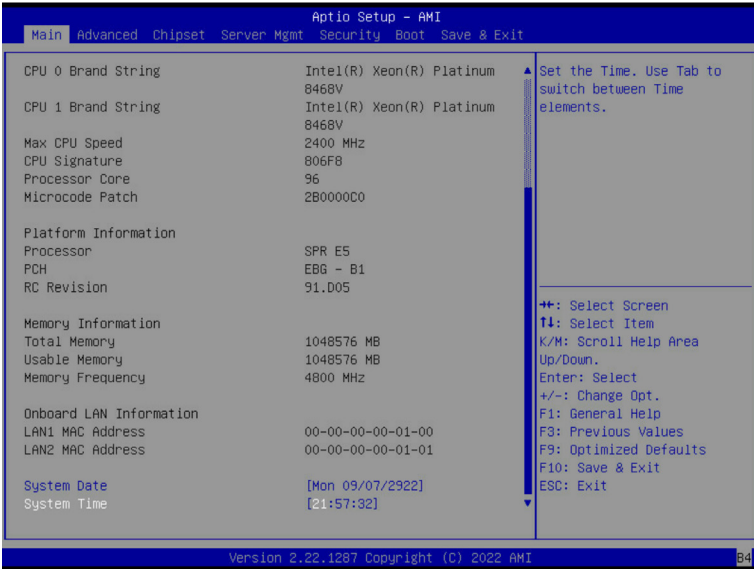 Aptio Setup – AMI
Main Advanced Chipset Server Mgmt Security Boot Save & Exit
CPU 0 Brand String Intel(R) Xeon(R) Platinum
8468V
CPU 1 Brand String Intel(R) Xeon(R) Platinum
8468V
Max CPU Speed 2400 MHz
CPU Signature 806F8
Processor Core 96
Microcode Patch 2B0000C0
Platform Information
Processor SPR E5
PCH EBG – B1
RC Revision 91.D05
Memory Information
Total Memory 1048576 MB
Usable Memory 1048576 MB
Memory Frequency 4800 MHz
Onboard LAN Information
LAN1 MAC Address 00-00-00-00-01-00
LAN2 MAC Address 00-00-00-00-01-01
System Date [Mon 09/07/2922]
System Time [21:57:32]
Set the Time. Use Tab to
switch between Time
elements.
→←: Select Screen
↑↓: Select Item
K/M: Scroll Help Area
Up/Down.
Enter: Select
+/-: Change Opt.
F1: General Help
F3: Previous Values
F9: Optimized Defaults
F10: Save & Exit
ESC: Exit
Version 2.22.1287 Copyright (C) 2022 AMI
B4